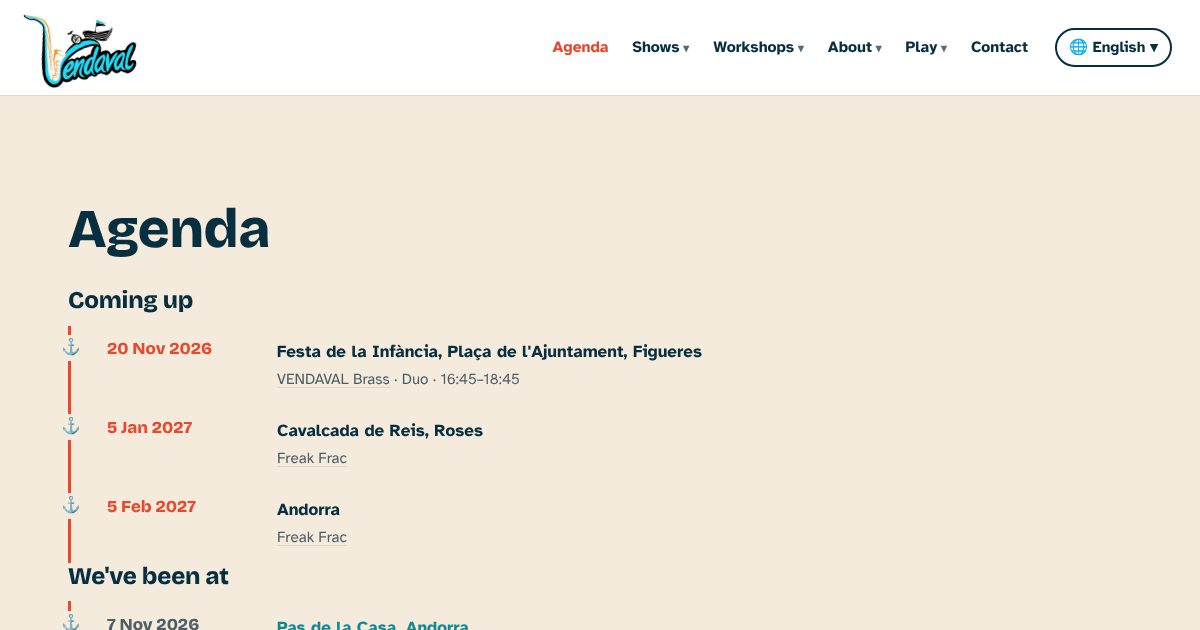 Vendaval
Agenda
Shows ▾
Workshops ▾
About ▾
Play ▾
Contact
🌐 English ▾
Agenda
Coming up
⚓ 20 Nov 2026
Festa de la Infància, Plaça de l'Ajuntament, Figueres
VENDAVAL Brass · Duo · 16:45–18:45
⚓ 5 Jan 2027
Cavalcada de Reis, Roses
Freak Frac
⚓ 5 Feb 2027
Andorra
Freak Frac
We've been at
⚓ 7 Nov 2026
Pas de la Casa, Andorra